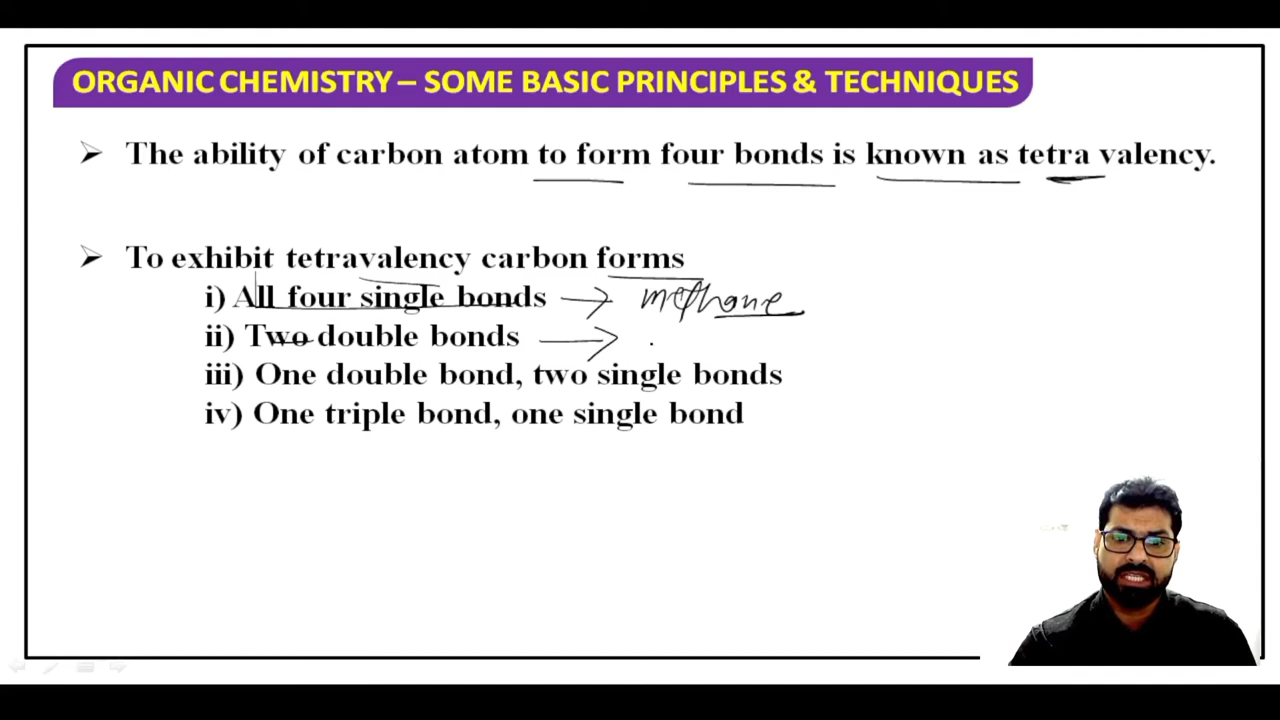 ORGANIC CHEMISTRY – SOME BASIC PRINCIPLES & TECHNIQUES
➢ The ability of carbon atom to form four bonds is known as tetra valency.
➢ To exhibit tetravalency carbon forms
i) All four single bonds → methane
ii) Two double bonds →
iii) One double bond, two single bonds
iv) One triple bond, one single bond